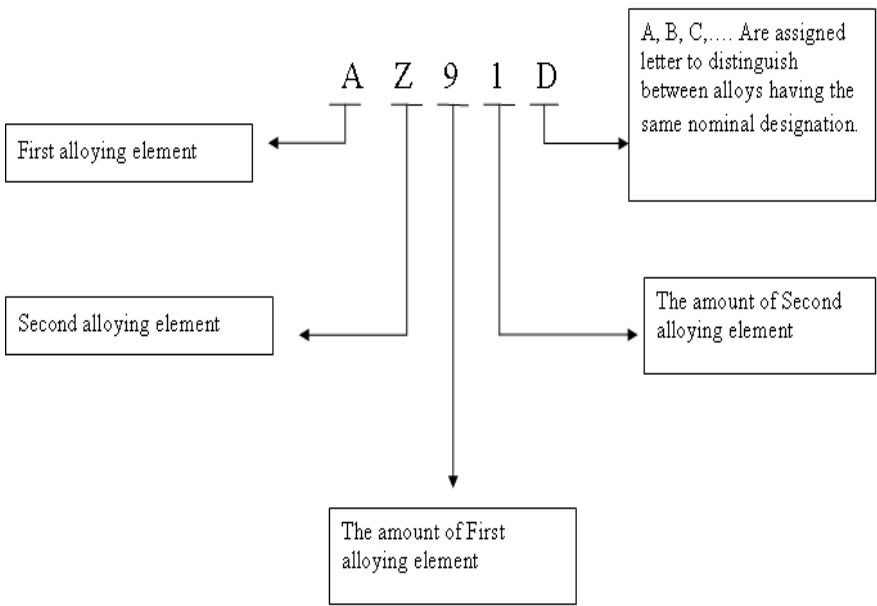 A Z 9 1 D
A, B, C,.... Are assigned
letter to distinguish
between alloys having the
same nominal designation.
First alloying element
Second alloying element
The amount of Second
alloying element
The amount of First
alloying element